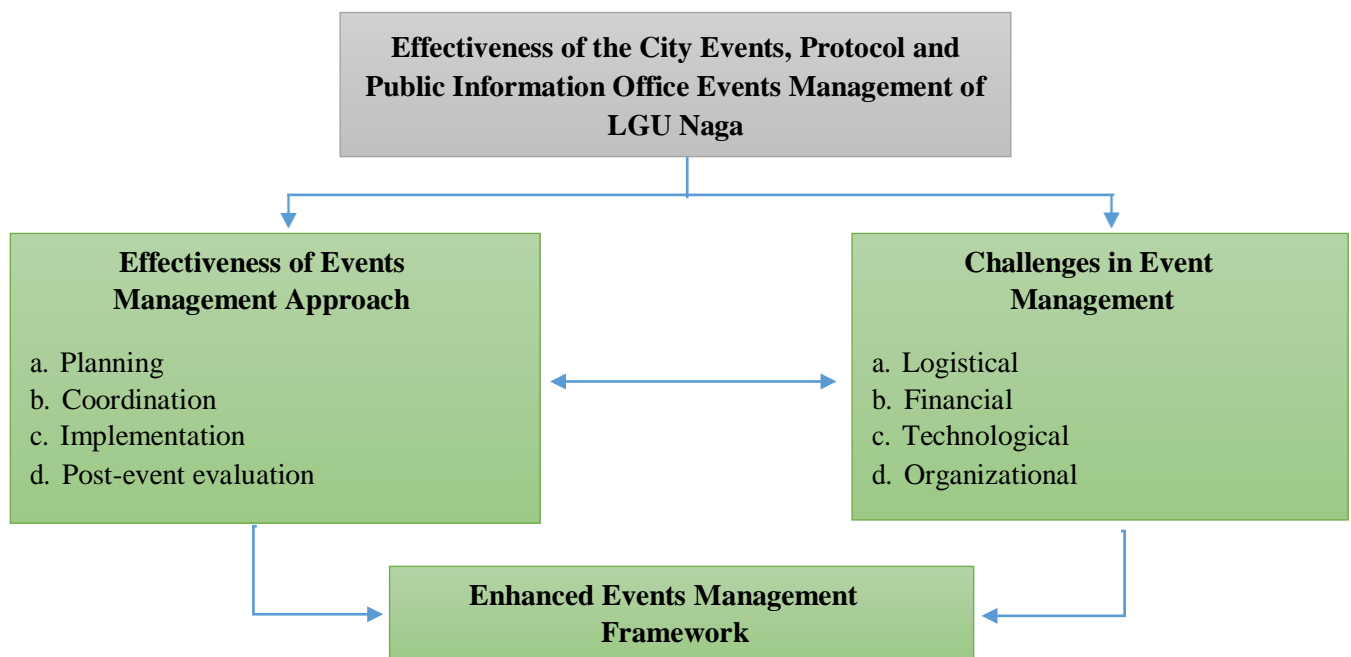 Effectiveness of the City Events, Protocol and
Public Information Office Events Management of
LGU Naga
Effectiveness of Events
Management Approach
a. Planning
b. Coordination
c. Implementation
d. Post-event evaluation
Challenges in Event
Management
a. Logistical
b. Financial
c. Technological
d. Organizational
Enhanced Events Management
Framework